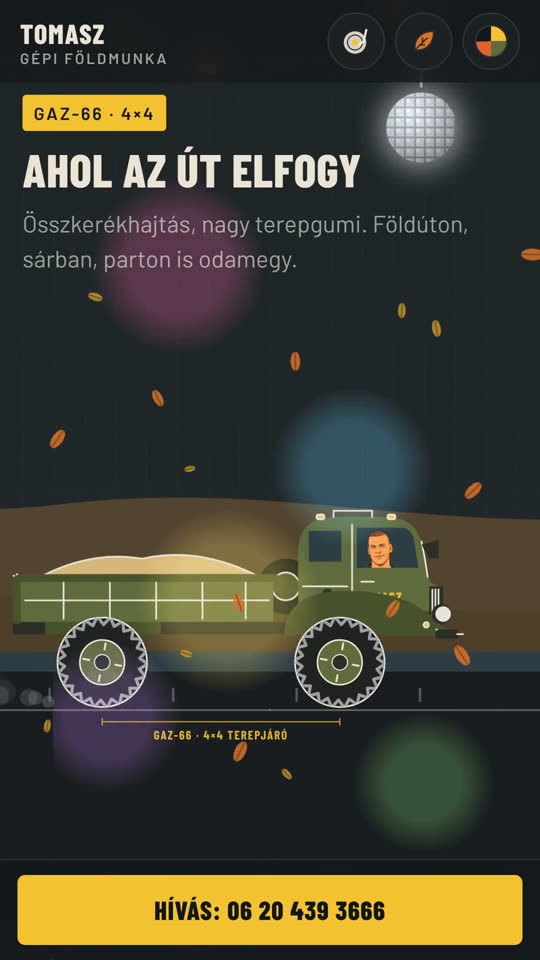 TOMASZ
GÉPI FÖLDMUNKA
GAZ-66 · 4×4
AHOL AZ ÚT ELFOGY
Összkerékhajtás, nagy terepgumi. Földúton,
sárban, parton is odamegy.
GAZ-66 · 4×4 TEREPJÁRÓ
HÍVÁS: 06 20 439 3666